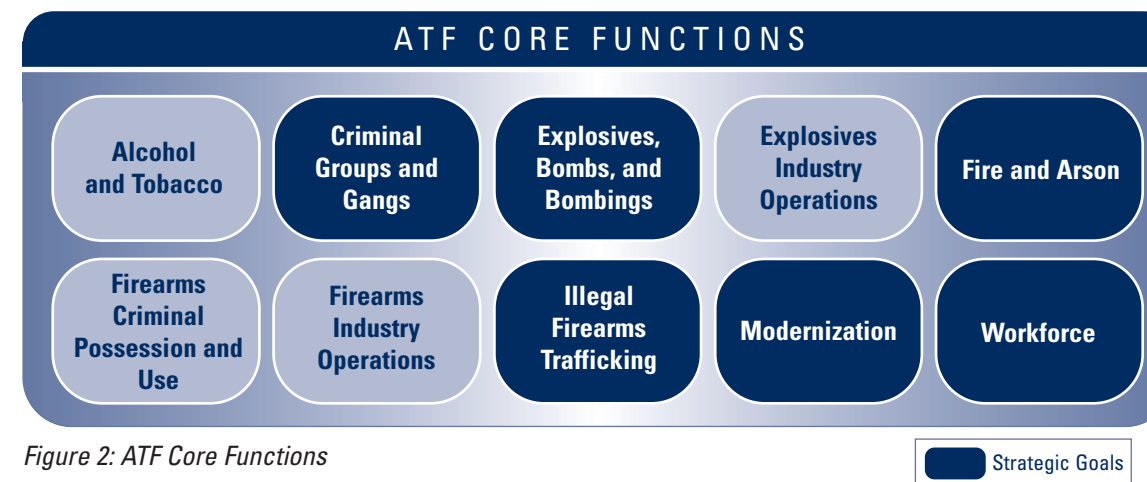 ATF CORE FUNCTIONS
Alcohol
and Tobacco
Criminal
Groups and
Gangs
Explosives,
Bombs, and
Bombings
Explosives
Industry
Operations
Fire and Arson
Firearms
Criminal
Possession and
Use
Firearms
Industry
Operations
Illegal
Firearms
Trafficking
Modernization
Workforce
Figure 2: ATF Core Functions
Strategic Goals